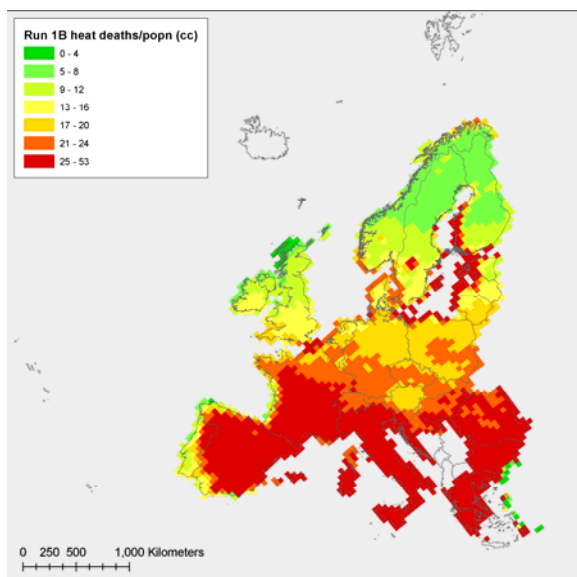 Run 1B heat deaths/popn (cc)
0 - 4
5 - 8
9 - 12
13 - 16
17 - 20
21 - 24
25 - 53
0 250 500 1,000 Kilometers